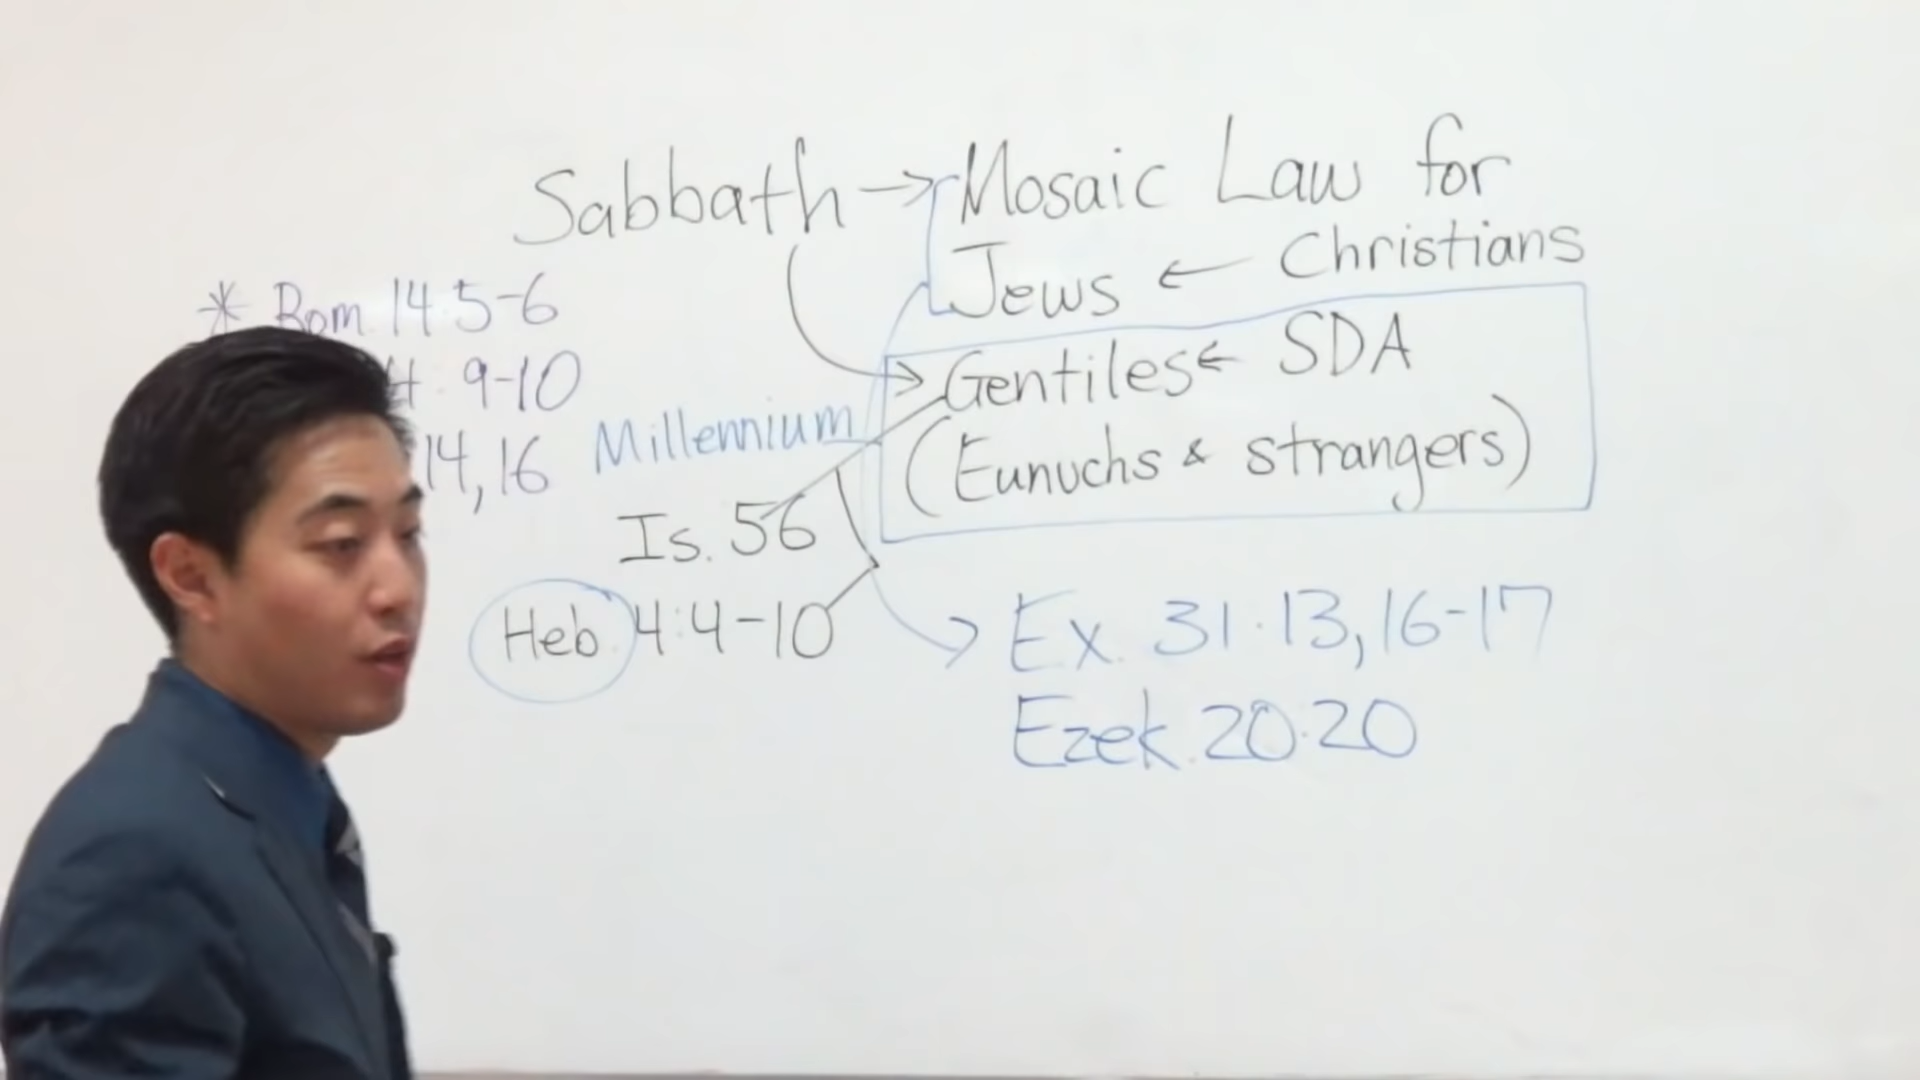 Sabbath → Mosaic Law for
Jews ← Christians
* Rom 14:5-6
Gentiles ← SDA
9-10
Millennium
(Eunuchs & strangers)
14, 16
Is. 56
Heb 4:4-10
Ex. 31:13, 16-17
Ezek. 20:20